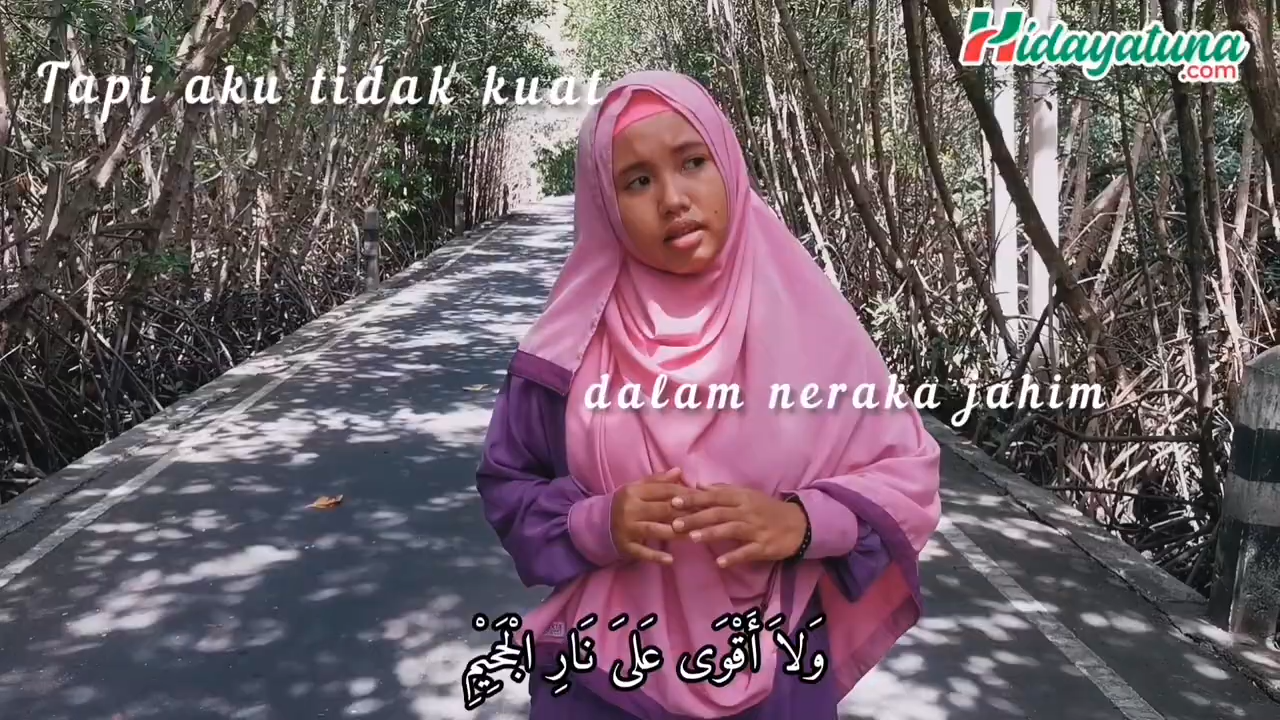 Hidayatuna
.com
Tapi aku tidak kuat
dalam neraka jahim
وَلاَ أَقْوَى عَلَىَ نَارِ الْجَحِيْمِ